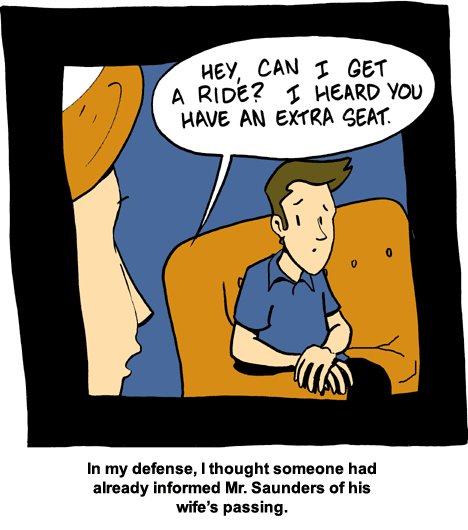 HEY, CAN I GET
A RIDE? I HEARD YOU
HAVE AN EXTRA SEAT.
In my defense, I thought someone had
already informed Mr. Saunders of his
wife's passing.